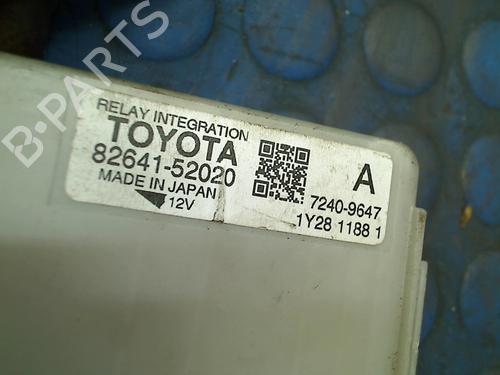 RELAY INTEGRATION
TOYOTA
82641-52020
MADE IN JAPAN
12V
A
7240-9647
1Y28 1188 1
B-PARTS